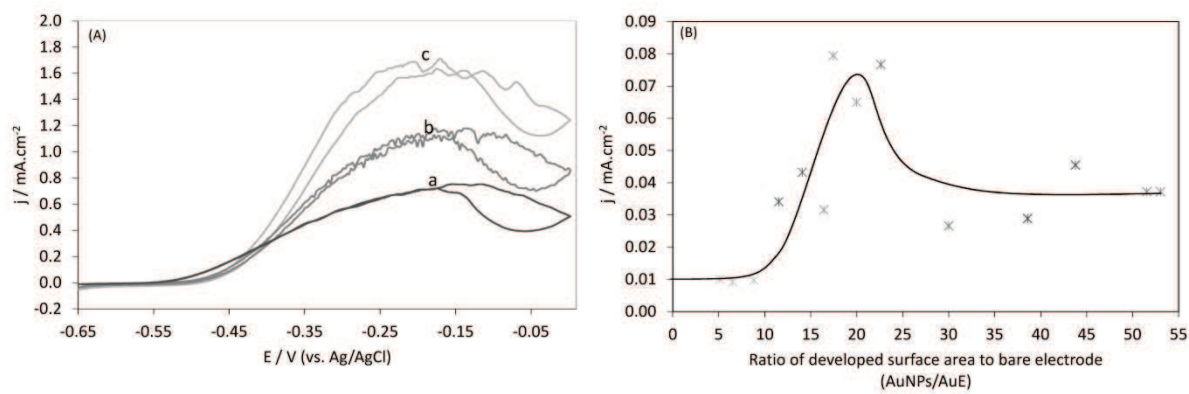 (A)
2.0
1.8
1.6
1.4
1.2
1.0
0.8
0.6
0.4
0.2
0.0
-0.2
j / mA.cm-2
c
b
a
-0.65 -0.55 -0.45 -0.35 -0.25 -0.15 -0.05
E / V (vs. Ag/AgCl)
(B)
0.09
0.08
0.07
0.06
0.05
0.04
0.03
0.02
0.01
0.00
j / mA.cm-2
0 5 10 15 20 25 30 35 40 45 50 55
Ratio of developed surface area to bare electrode
(AuNPs/AuE)